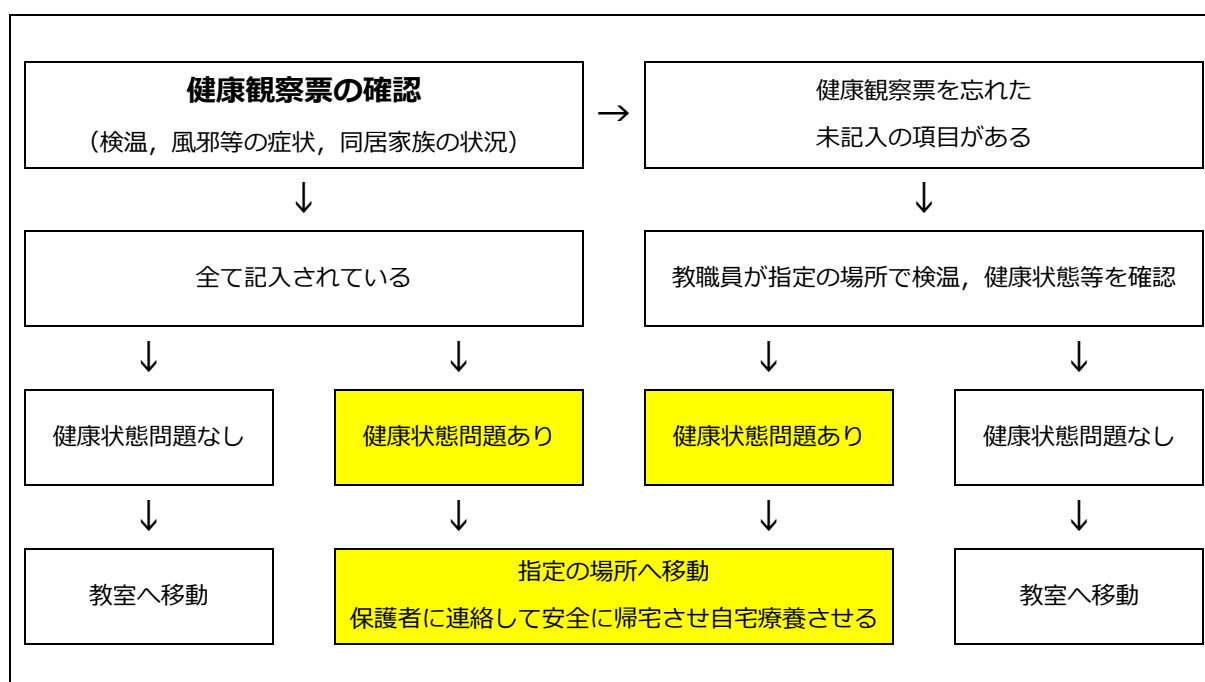 健康観察票の確認
（検温，風邪等の症状，同居家族の状況）
→
健康観察票を忘れた
未記入の項目がある
↓
↓
全て記入されている
教職員が指定の場所で検温，健康状態等を確認
↓
↓
↓
↓
健康状態問題なし
健康状態問題あり
健康状態問題あり
健康状態問題なし
↓
↓
↓
↓
教室へ移動
指定の場所へ移動
保護者に連絡して安全に帰宅させ自宅療養させる
教室へ移動